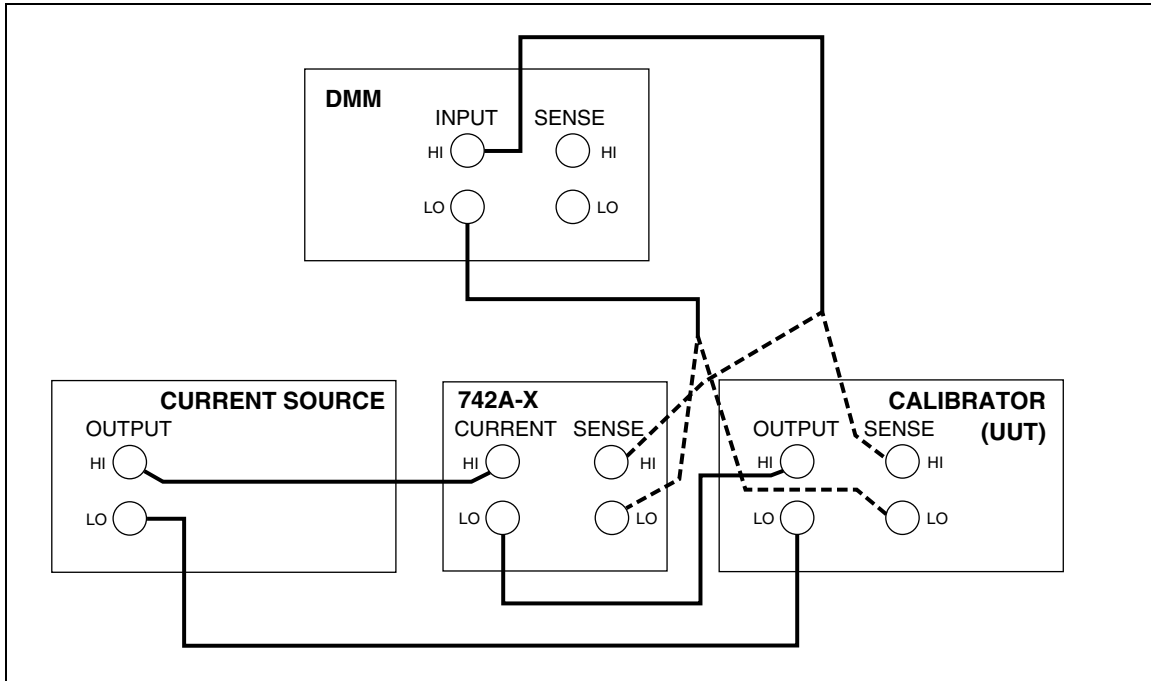 DMM
INPUT SENSE
HI HI
LO LO
CURRENT SOURCE
OUTPUT
HI
LO
742A-X
CURRENT SENSE
HI HI
LO LO
CALIBRATOR
(UUT)
OUTPUT SENSE
HI HI
LO LO